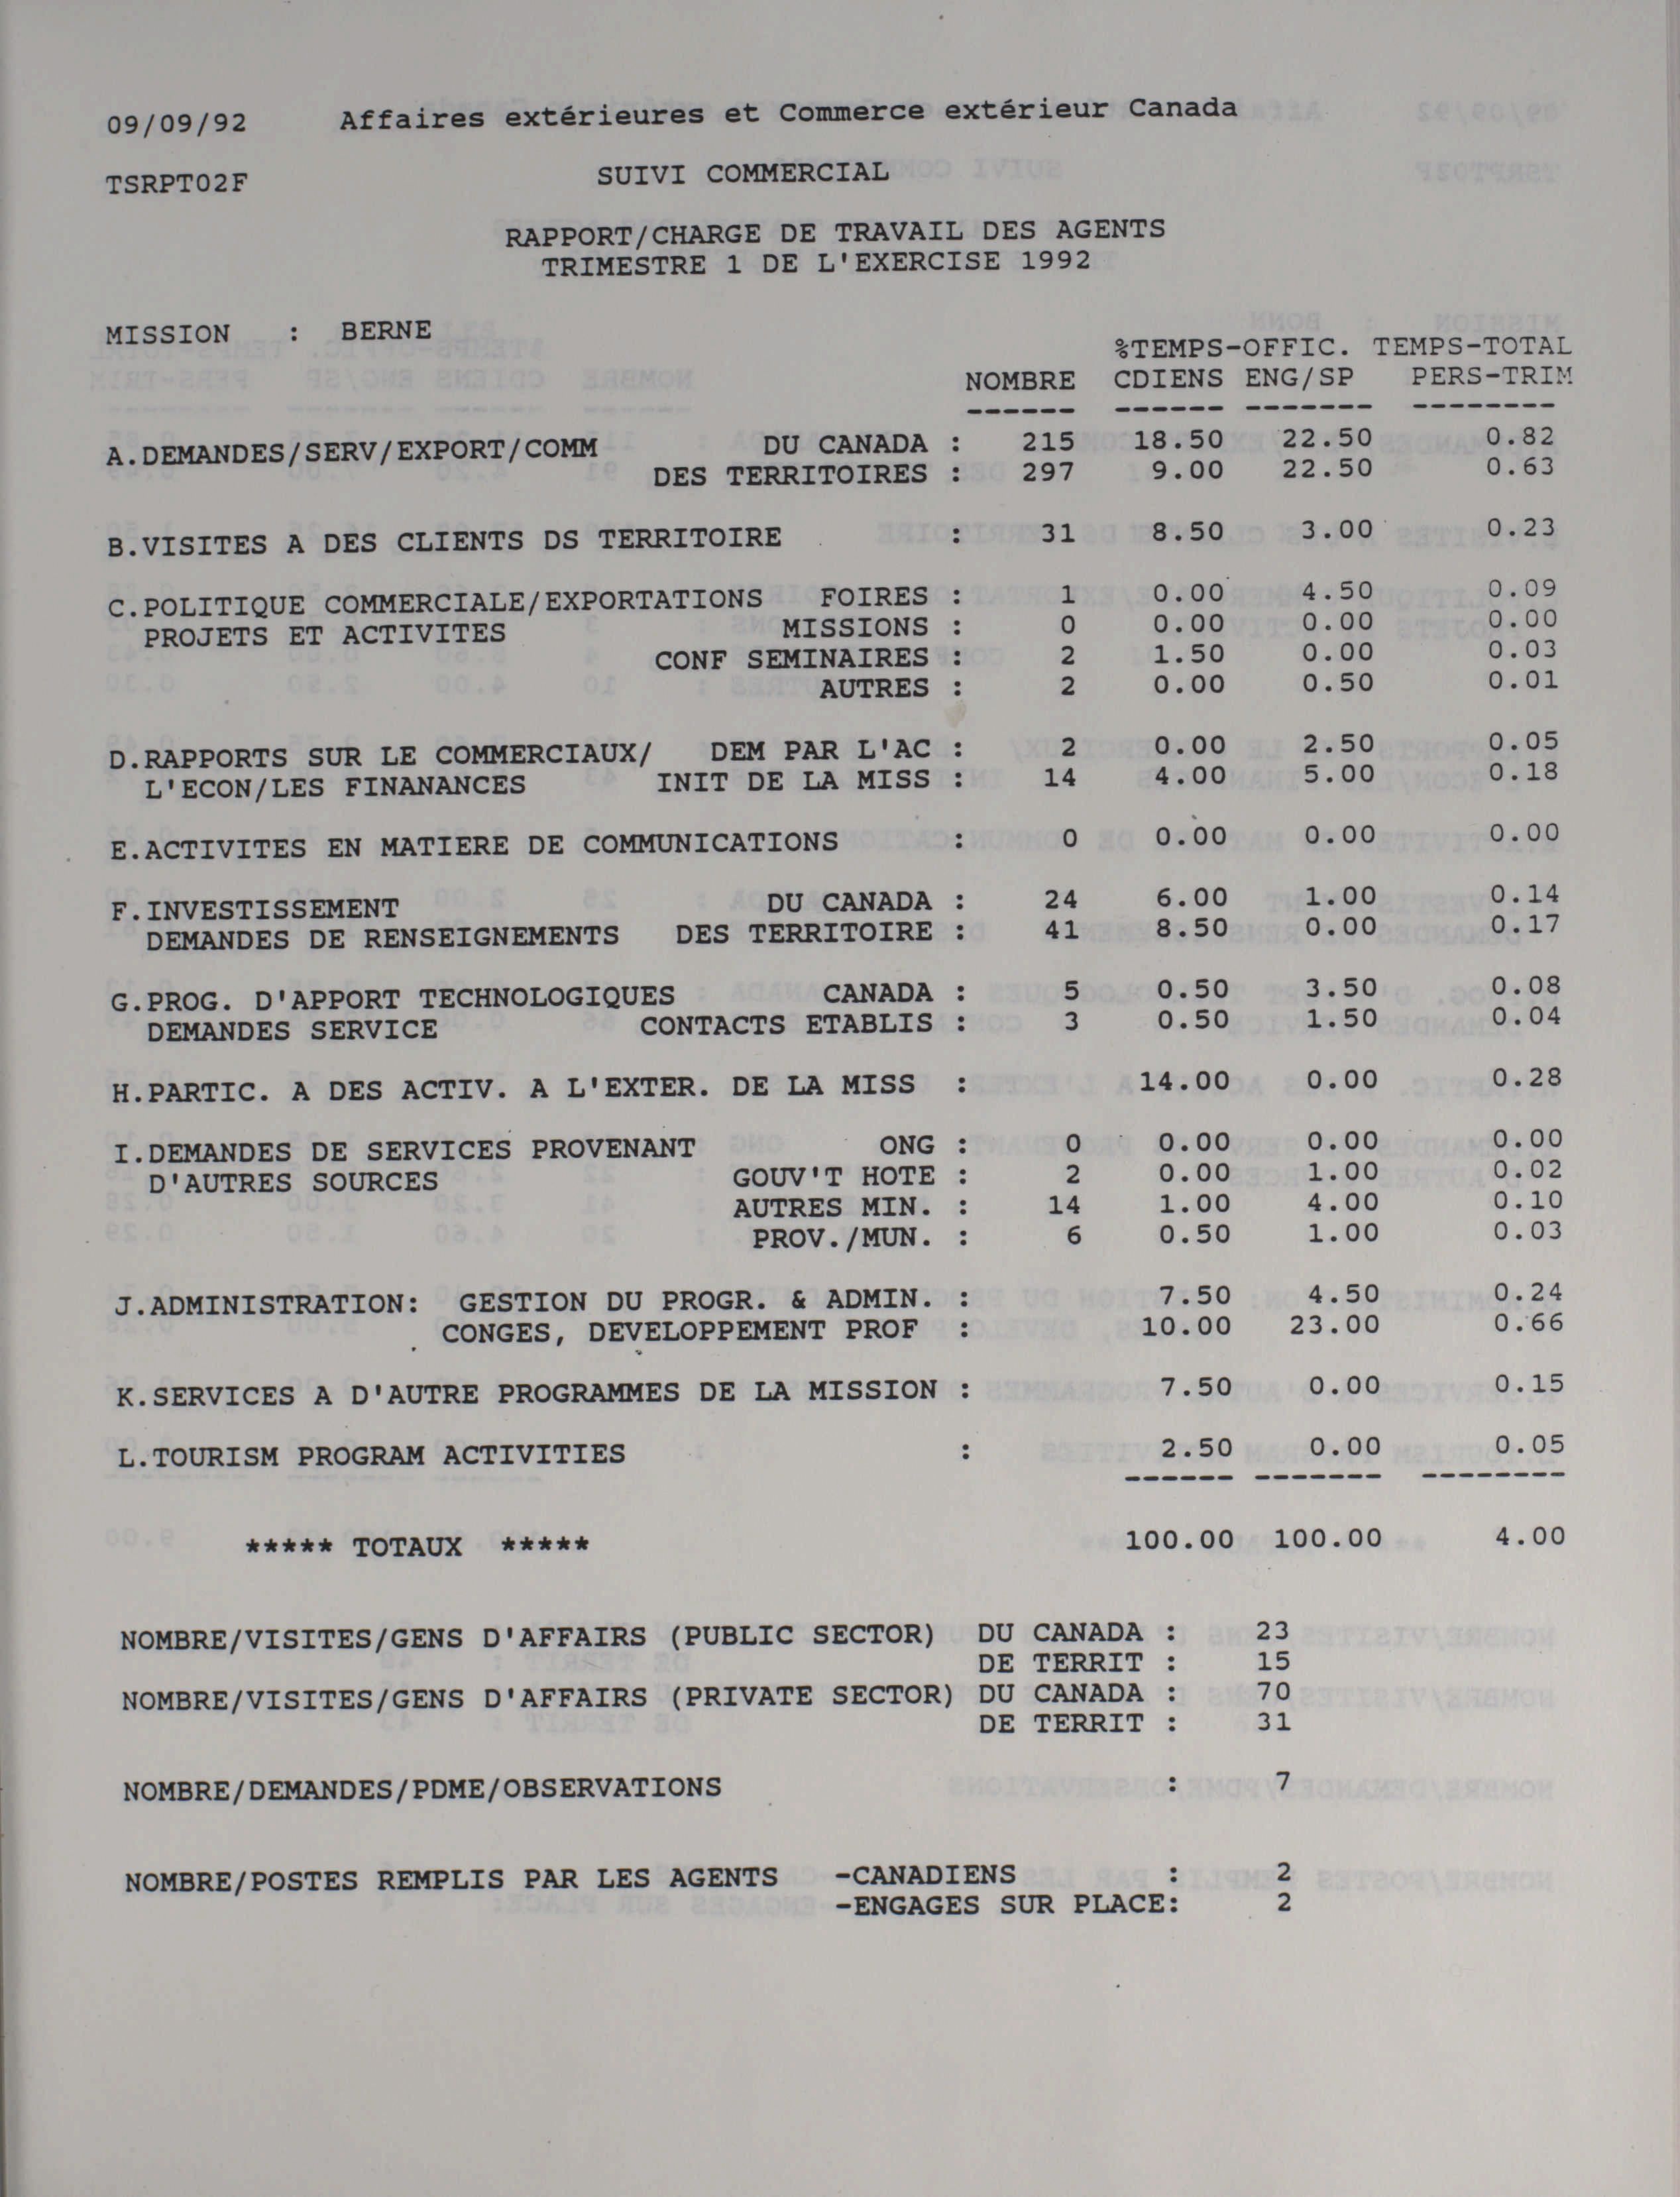 09/09/92 Affaires extérieures et Commerce extérieur Canada
TSRPT02F SUIVI COMMERCIAL
RAPPORT/CHARGE DE TRAVAIL DES AGENTS
TRIMESTRE 1 DE L'EXERCISE 1992
MISSION : BERNE
%TEMPS-OFFIC. TEMPS-TOTAL
NOMBRE CDIENS ENG/SP PERS-TRIM
------ ------ ------- --------
A.DEMANDES/SERV/EXPORT/COMM DU CANADA : 215 18.50 22.50 0.82
DES TERRITOIRES : 297 9.00 22.50 0.63
B.VISITES A DES CLIENTS DS TERRITOIRE : 31 8.50 3.00 0.23
C.POLITIQUE COMMERCIALE/EXPORTATIONS FOIRES : 1 0.00 4.50 0.09
PROJETS ET ACTIVITES MISSIONS : 0 0.00 0.00 0.00
CONF SEMINAIRES : 2 1.50 0.00 0.03
AUTRES : 2 0.00 0.50 0.01
D.RAPPORTS SUR LE COMMERCIAUX/ DEM PAR L'AC : 2 0.00 2.50 0.05
L'ECON/LES FINANANCES INIT DE LA MISS : 14 4.00 5.00 0.18
E.ACTIVITES EN MATIERE DE COMMUNICATIONS : 0 0.00 0.00 0.00
F.INVESTISSEMENT DU CANADA : 24 6.00 1.00 0.14
DEMANDES DE RENSEIGNEMENTS DES TERRITOIRE : 41 8.50 0.00 0.17
G.PROG. D'APPORT TECHNOLOGIQUES CANADA : 5 0.50 3.50 0.08
DEMANDES SERVICE CONTACTS ETABLIS : 3 0.50 1.50 0.04
H.PARTIC. A DES ACTIV. A L'EXTER. DE LA MISS : 14.00 0.00 0.28
I.DEMANDES DE SERVICES PROVENANT ONG : 0 0.00 0.00 0.00
D'AUTRES SOURCES GOUV'T HOTE : 2 0.00 1.00 0.02
AUTRES MIN. : 14 1.00 4.00 0.10
PROV./MUN. : 6 0.50 1.00 0.03
J.ADMINISTRATION: GESTION DU PROGR. & ADMIN. : 7.50 4.50 0.24
CONGES, DEVELOPPEMENT PROF : 10.00 23.00 0.66
K.SERVICES A D'AUTRE PROGRAMMES DE LA MISSION : 7.50 0.00 0.15
L.TOURISM PROGRAM ACTIVITIES : 2.50 0.00 0.05
------ ------- --------
***** TOTAUX ***** 100.00 100.00 4.00
NOMBRE/VISITES/GENS D'AFFAIRS (PUBLIC SECTOR) DU CANADA : 23
DE TERRIT : 15
NOMBRE/VISITES/GENS D'AFFAIRS (PRIVATE SECTOR) DU CANADA : 70
DE TERRIT : 31
NOMBRE/DEMANDES/PDME/OBSERVATIONS : 7
NOMBRE/POSTES REMPLIS PAR LES AGENTS -CANADIENS : 2
-ENGAGES SUR PLACE: 2